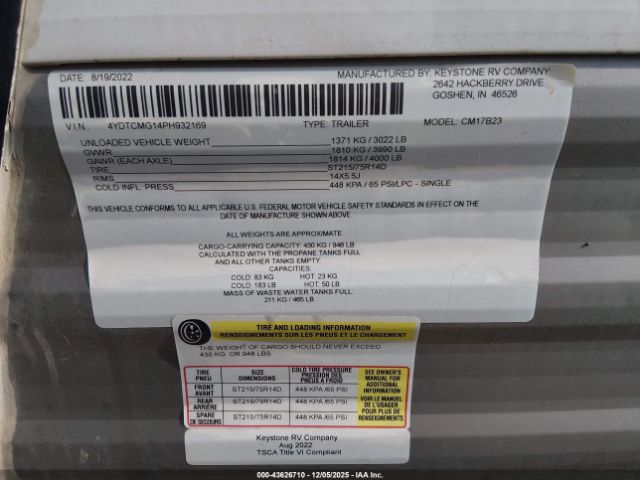 DATE: 8/19/2022 MANUFACTURED BY: KEYSTONE RV COMPANY
2642 HACKBERRY DRIVE
GOSHEN, IN 46526
V.I.N.: 4YDTCMG14PH932169 TYPE: TRAILER MODEL: CM17B23
UNLOADED VEHICLE WEIGHT 1371 KG / 3022 LB
GVWR 1810 KG / 3990 LB
GAWR (EACH AXLE) 1814 KG / 4000 LB
TIRE ST215/75R14D
RIMS 14X5.5J
COLD INFL. PRESS 448 KPA / 65 PSI/LPC - SINGLE
THIS VEHICLE CONFORMS TO ALL APPLICABLE U.S. FEDERAL MOTOR VEHICLE SAFETY STANDARDS IN EFFECT ON THE
DATE OF MANUFACTURE SHOWN ABOVE.
ALL WEIGHTS ARE APPROXIMATE.
CARGO-CARRYING CAPACITY: 430 KG / 948 LB
CALCULATED WITH THE PROPANE TANKS FULL
AND ALL OTHER TANKS EMPTY.
CAPACITIES:
COLD: 83 KG HOT: 23 KG
COLD: 183 LB HOT: 50 LB
MASS OF WASTE WATER TANKS FULL:
211 KG / 465 LB
TIRE AND LOADING INFORMATION
RENSEIGNEMENTS SUR LES PNEUS ET LE CHARGEMENT
THE WEIGHT OF CARGO SHOULD NEVER EXCEED
430 KG OR 948 LBS.
TIRE PNEU SIZE DIMENSIONS COLD TIRE PRESSURE PRESSION DES PNEUS A FROID
FRONT AVANT ST215/75R14D 448 KPA /65 PSI
REAR ARRIÈRE ST215/75R14D 448 KPA /65 PSI
SPARE DE SECOURS ST215/75R14D 448 KPA /65 PSI
SEE OWNER'S
MANUAL FOR
ADDITIONAL
INFORMATION
VOIR LE MANUEL
DE L'USAGER
POUR PLUS DE
RENSEIGNEMENTS
Keystone RV Company
Aug 2022
TSCA Title VI Compliant
000-43626710 - 12/05/2025 - IAA Inc.